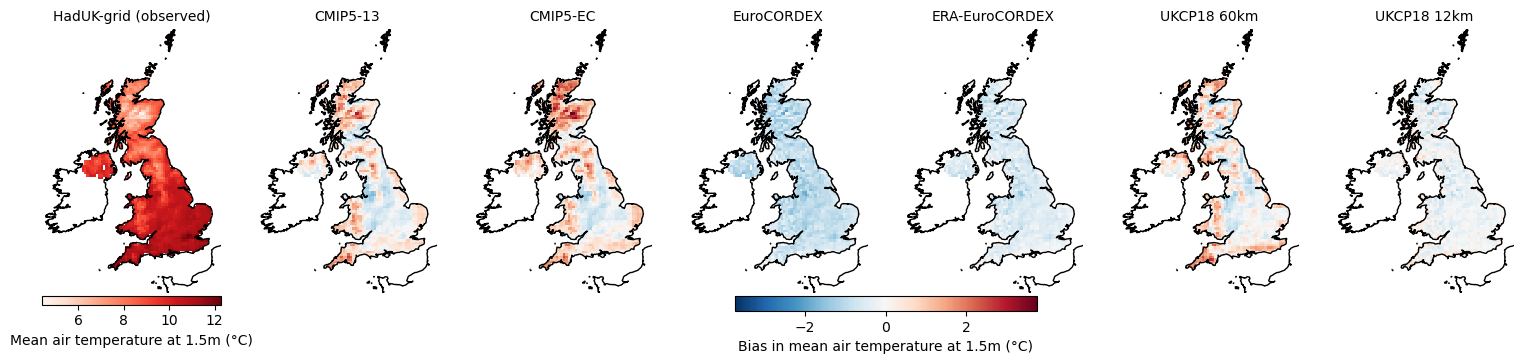 HadUK-grid (observed)
CMIP5-13
CMIP5-EC
EuroCORDEX
ERA-EuroCORDEX
UKCP18 60km
UKCP18 12km
6 8 10 12
Mean air temperature at 1.5m (°C)
−2 0 2
Bias in mean air temperature at 1.5m (°C)